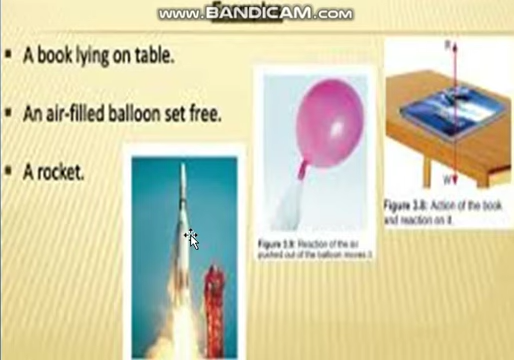 www.BANDICAM.com
A book lying on table.
An air-filled balloon set free.
A rocket.
R
W
Figure 3.8: Action of the book
and reaction on it.
Figure 3.9: Reaction of the air
pushed out of the balloon moves it.